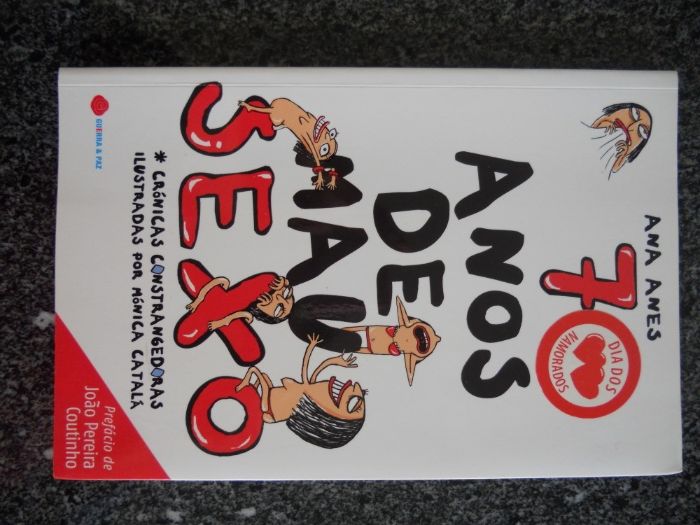 ANA ANES
7
DIA DOS
NAMORADOS
ANOS
DE
MAU
SEXO
* CRÓNICAS CONSTRANGEDORAS
ILUSTRADAS POR MÓNICA CATALÁ
GUERRA & PAZ
Prefácio de
João Pereira
Coutinho